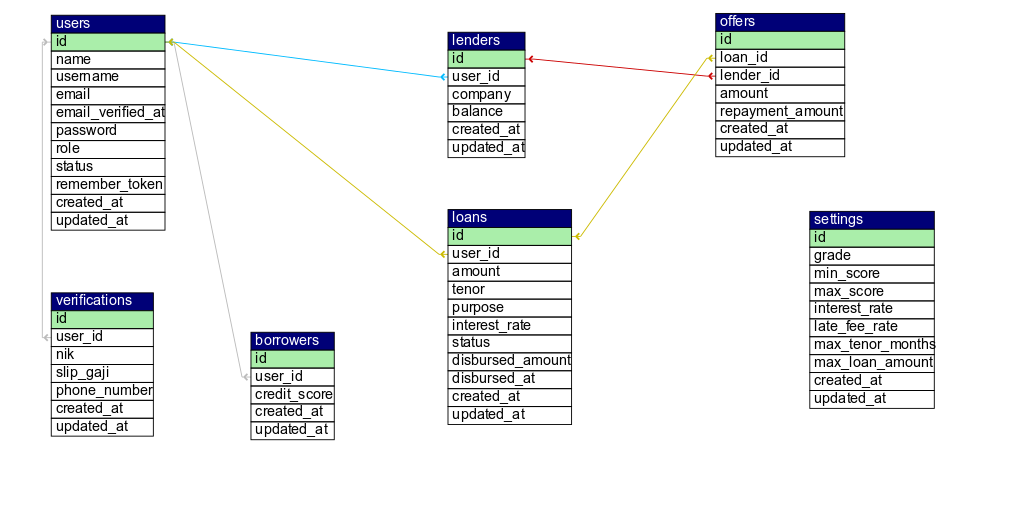 users
id
name
username
email
email_verified_at
password
role
status
remember_token
created_at
updated_at
lenders
id
user_id
company
balance
created_at
updated_at
offers
id
loan_id
lender_id
amount
repayment_amount
created_at
updated_at
loans
id
user_id
amount
tenor
purpose
interest_rate
status
disbursed_amount
disbursed_at
created_at
updated_at
settings
id
grade
min_score
max_score
interest_rate
late_fee_rate
max_tenor_months
max_loan_amount
created_at
updated_at
verifications
id
user_id
nik
slip_gaji
phone_number
created_at
updated_at
borrowers
id
user_id
credit_score
created_at
updated_at